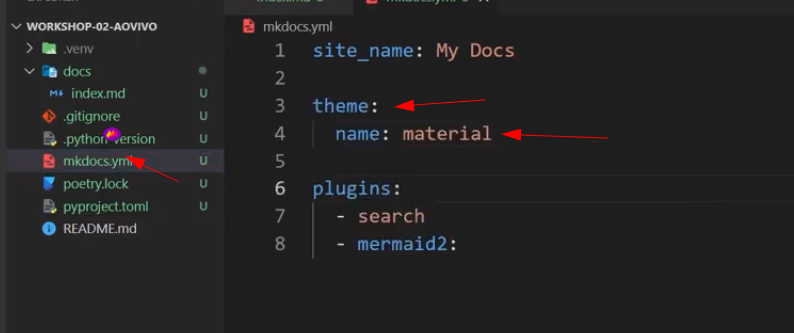 WORKSHOP-02-AOVIVO
.venv
docs
index.md U
.gitignore U
.python-version U
mkdocs.yml U
poetry.lock U
pyproject.toml U
README.md
mkdocs.yml
1 site_name: My Docs
2
3 theme:
4 name: material
5
6 plugins:
7 - search
8 - mermaid2: